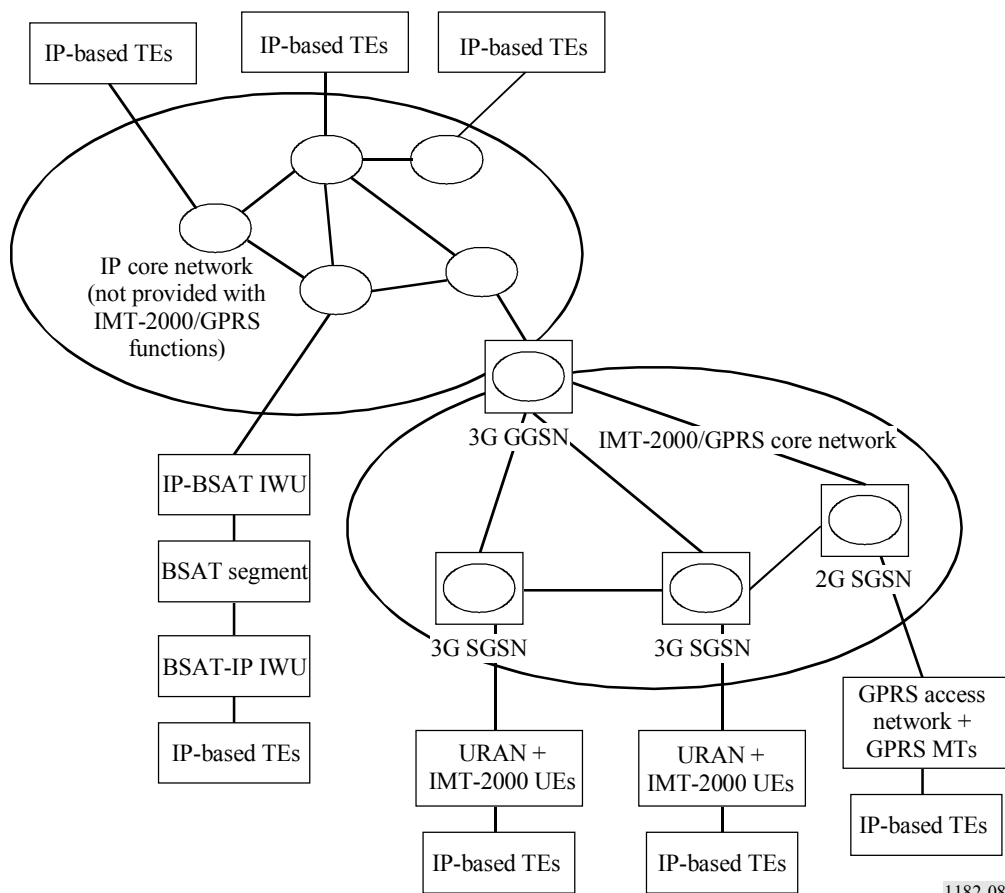 IP-based TEs
IP-based TEs
IP-based TEs
IP core network
(not provided with
IMT-2000/GPRS
functions)
3G GGSN
IMT-2000/GPRS core network
IP-BSAT IWU
BSAT segment
2G SGSN
3G SGSN
3G SGSN
BSAT-IP IWU
GPRS access
network +
GPRS MTs
IP-based TEs
URAN +
IMT-2000 UEs
URAN +
IMT-2000 UEs
IP-based TEs
IP-based TEs
IP-based TEs
1182-08